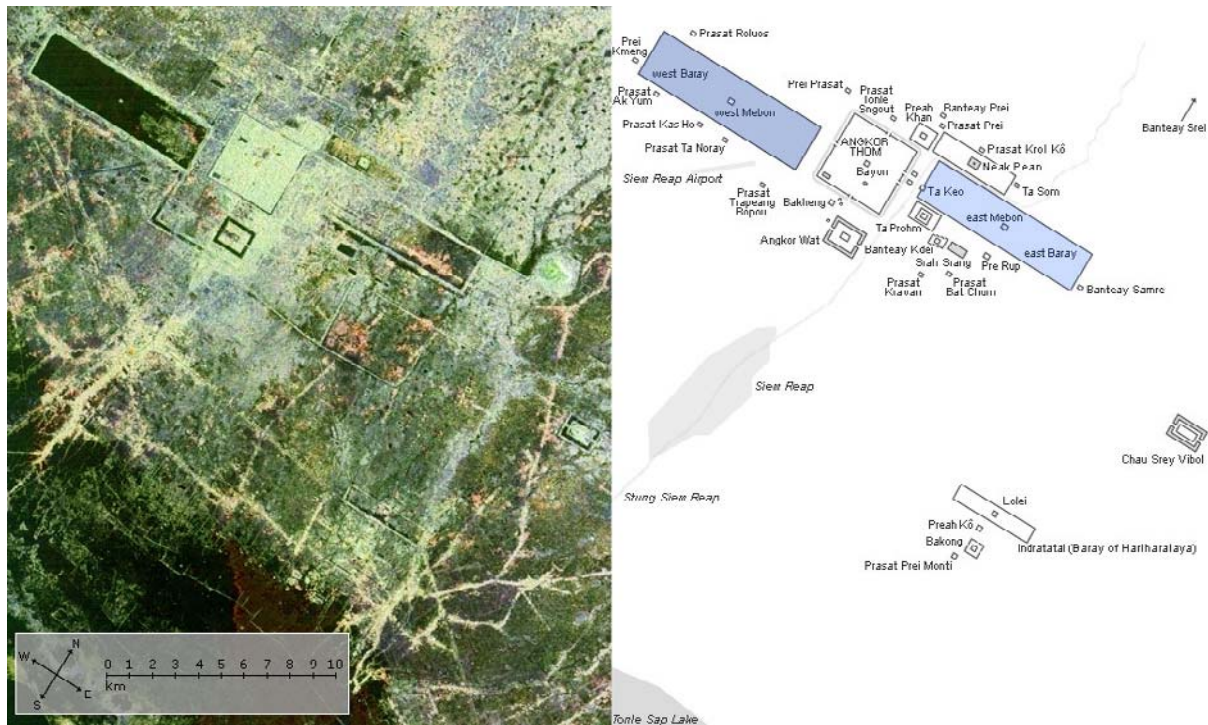 Prasat Roluos
Prei
Kmeng
west Baray
Prei Prasat
Prasat
Ak Yum
west Mebon
Prasat
Tonle
Sngout
Preah
Khan
Banteay Prei
Prasat Prei
Banteay Srei
Prasat Kas Ho
Prasat Ta Noray
ANGKOR
THOM
Bayon
Prasat Krol Kô
Neak Pean
Siem Reap Airport
Prasat
Trapeang
Ropou
Bakheng
Ta Keo
Ta Som
Ta Prohm
east Mebon
Angkor Wat
Banteay Kdei
Srah Srang
east Baray
Pre Rup
Prasat
Kravan
Prasat
Bat Chum
Banteay Samre
Siem Reap
Chau Srey Vibol
Stung Siem Reap
Lolei
Preah Kô
Bakong
Indratataka (Baray of Hariharalaya)
Prasat Prei Monti
Tonle Sap Lake
N
W
E
S
0 1 2 3 4 5 6 7 8 9 10
Km